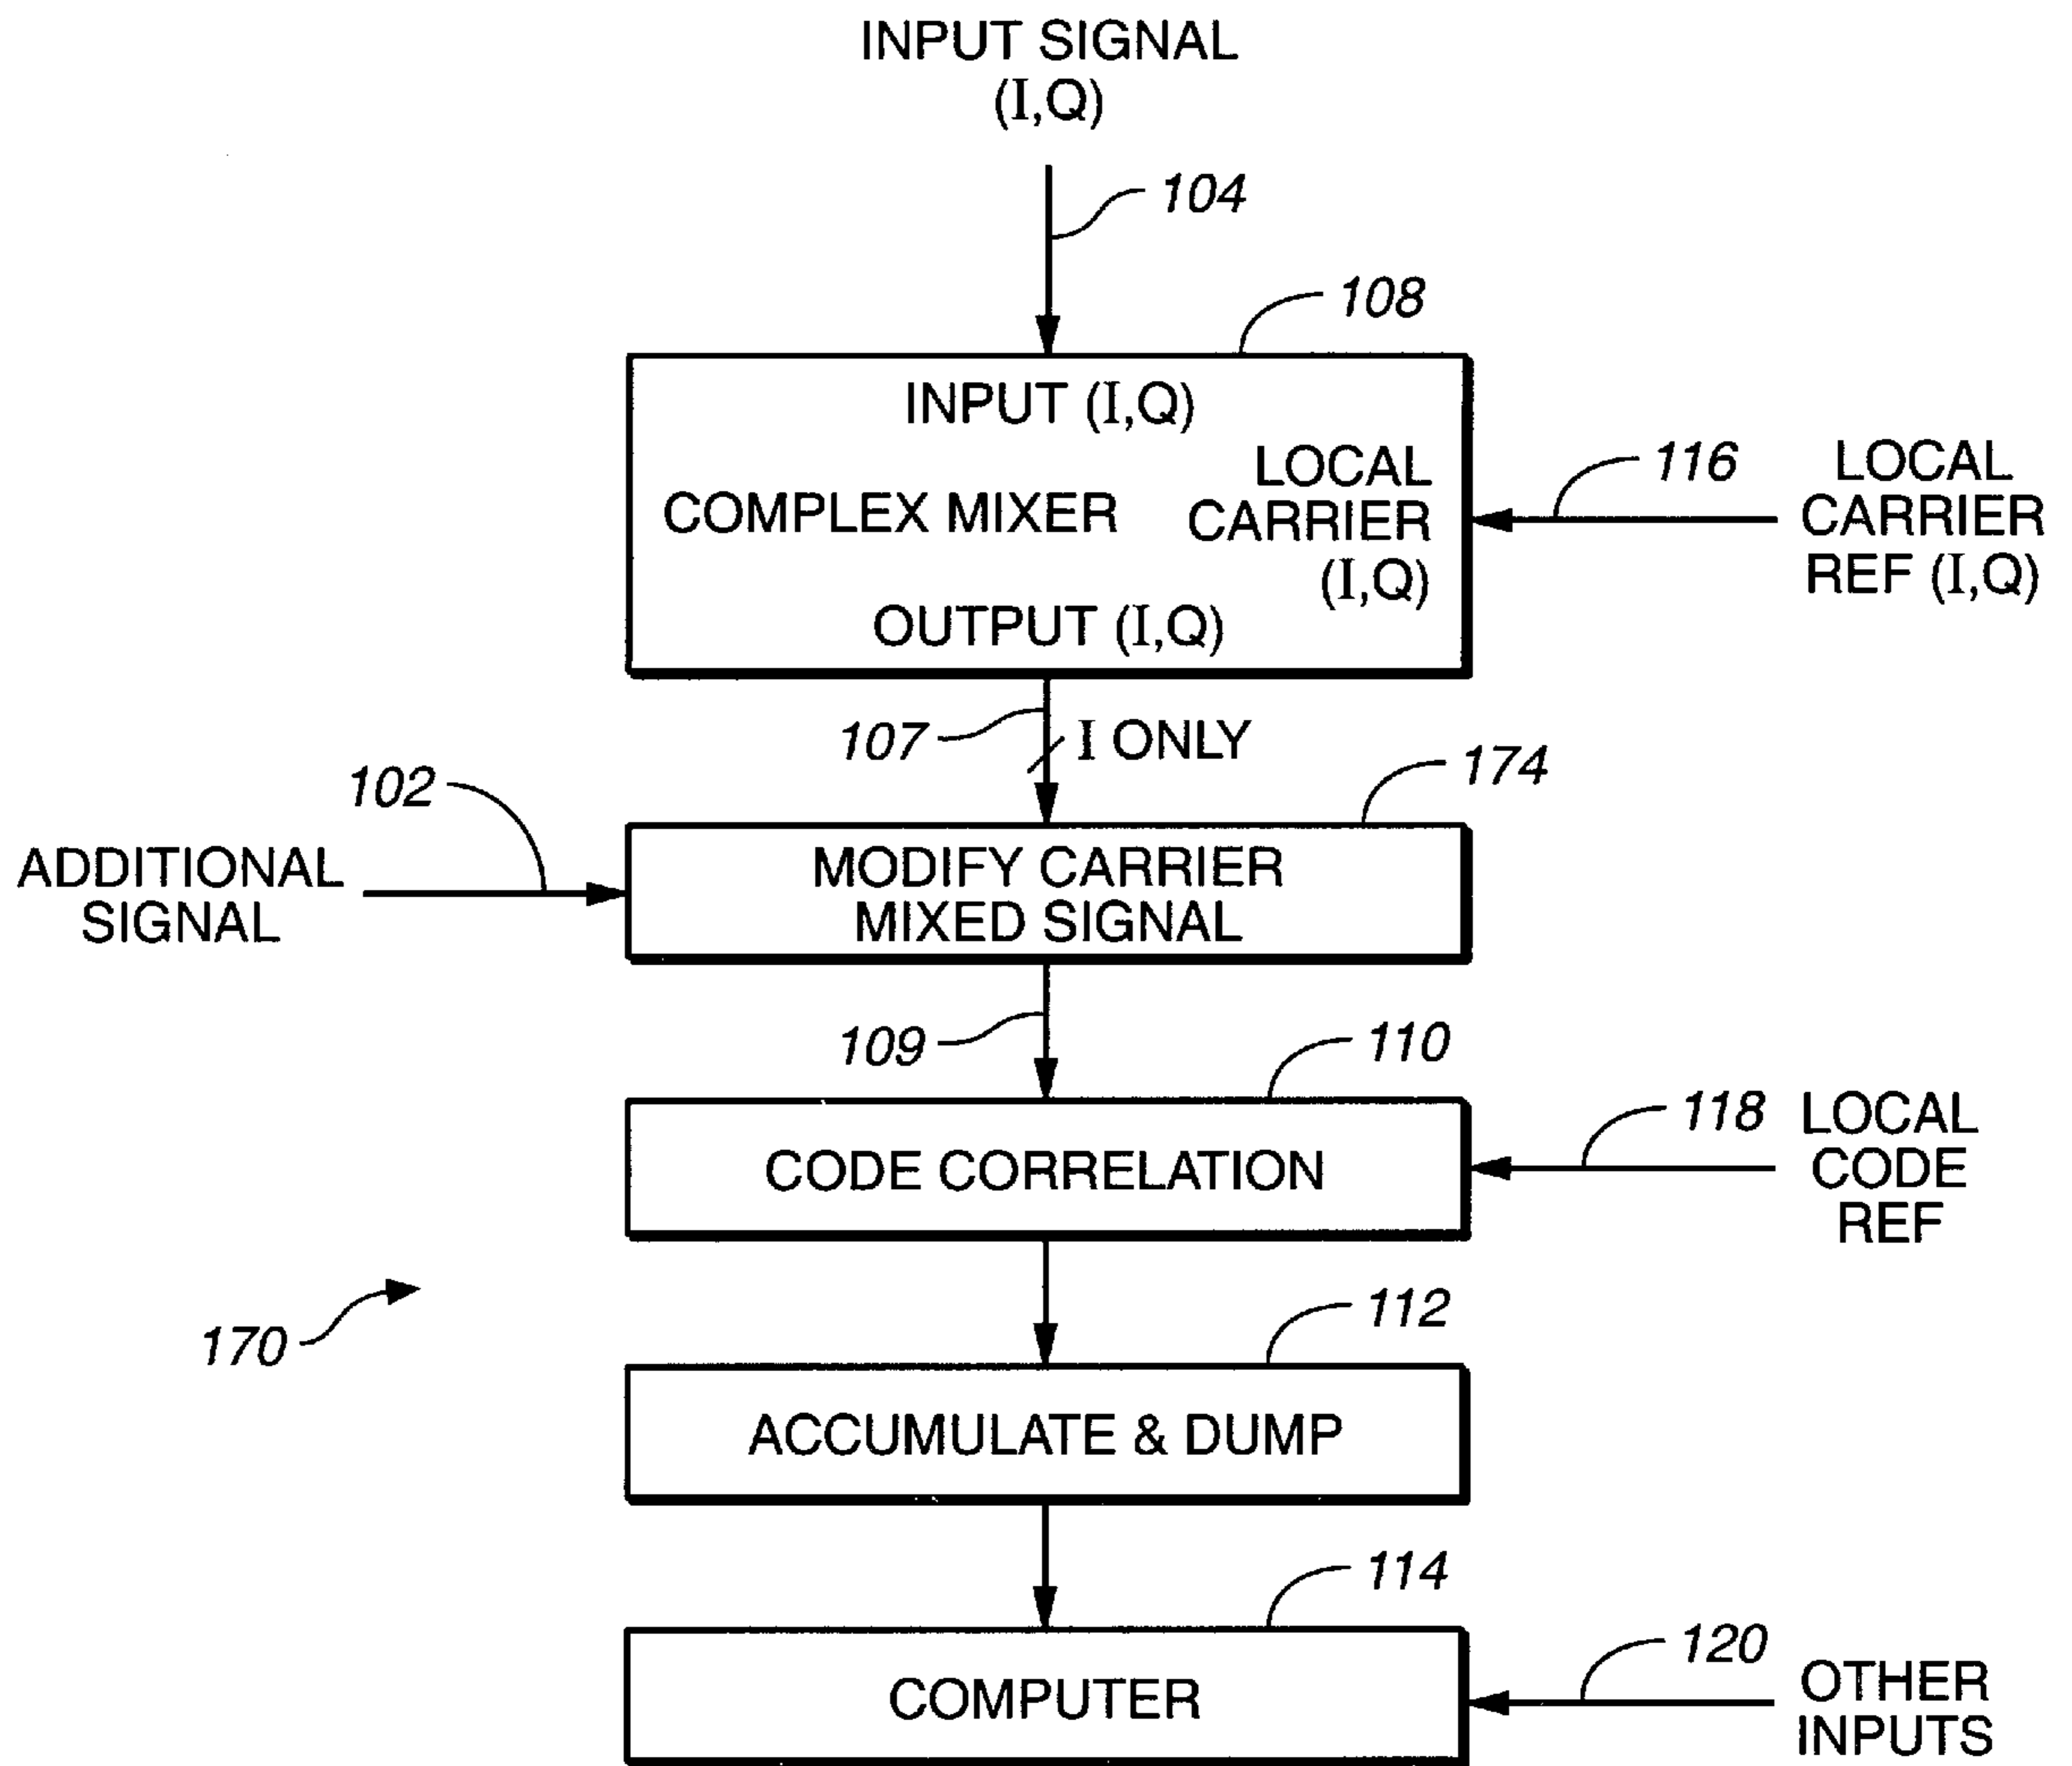 INPUT SIGNAL
(I,Q)
104
108
INPUT (I,Q)
COMPLEX MIXER
LOCAL
CARRIER
(I,Q)
OUTPUT (I,Q)
116
LOCAL
CARRIER
REF (I,Q)
107
I ONLY
102
174
ADDITIONAL
SIGNAL
MODIFY CARRIER
MIXED SIGNAL
109
110
CODE CORRELATION
118
LOCAL
CODE
REF
170
112
ACCUMULATE & DUMP
114
COMPUTER
120
OTHER
INPUTS